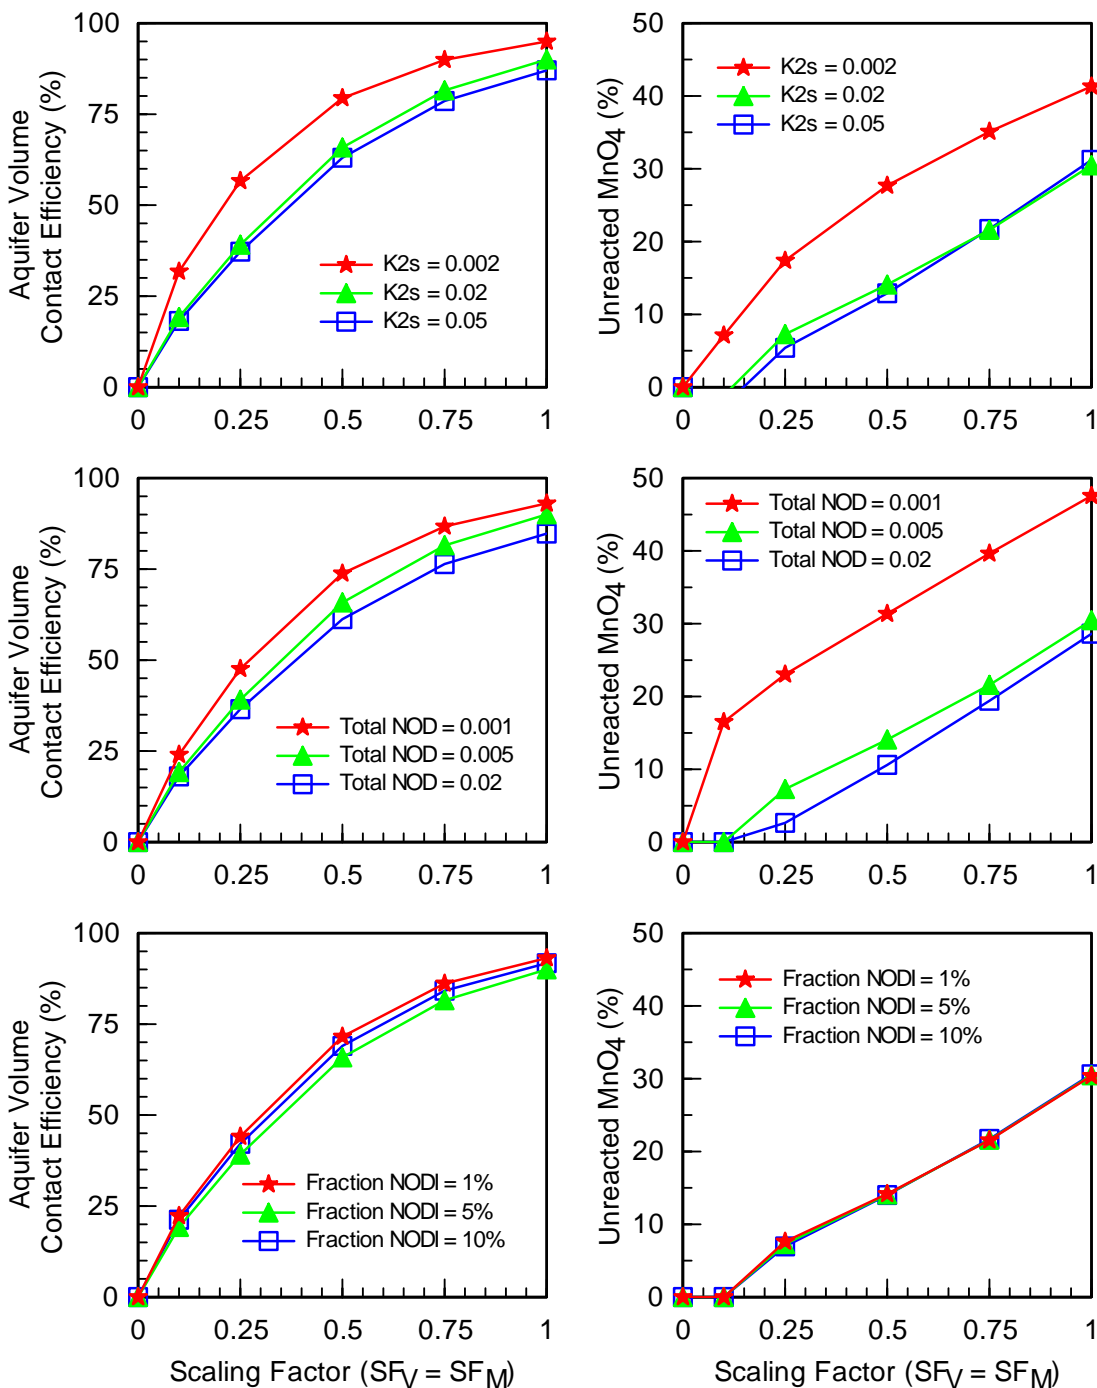 Aquifer Volume
Contact Efficiency (%)
100
75
50
25
0
K2s = 0.002
K2s = 0.02
K2s = 0.05
0 0.25 0.5 0.75 1
Unreacted MnO4 (%)
50
40
30
20
10
0
K2s = 0.002
K2s = 0.02
K2s = 0.05
0 0.25 0.5 0.75 1
Aquifer Volume
Contact Efficiency (%)
100
75
50
25
0
Total NOD = 0.001
Total NOD = 0.005
Total NOD = 0.02
0 0.25 0.5 0.75 1
Unreacted MnO4 (%)
50
40
30
20
10
0
Total NOD = 0.001
Total NOD = 0.005
Total NOD = 0.02
0 0.25 0.5 0.75 1
Aquifer Volume
Contact Efficiency (%)
100
75
50
25
0
Fraction NODI = 1%
Fraction NODI = 5%
Fraction NODI = 10%
0 0.25 0.5 0.75 1
Scaling Factor (SFV = SFM)
Unreacted MnO4 (%)
50
40
30
20
10
0
Fraction NODI = 1%
Fraction NODI = 5%
Fraction NODI = 10%
0 0.25 0.5 0.75 1
Scaling Factor (SFV = SFM)